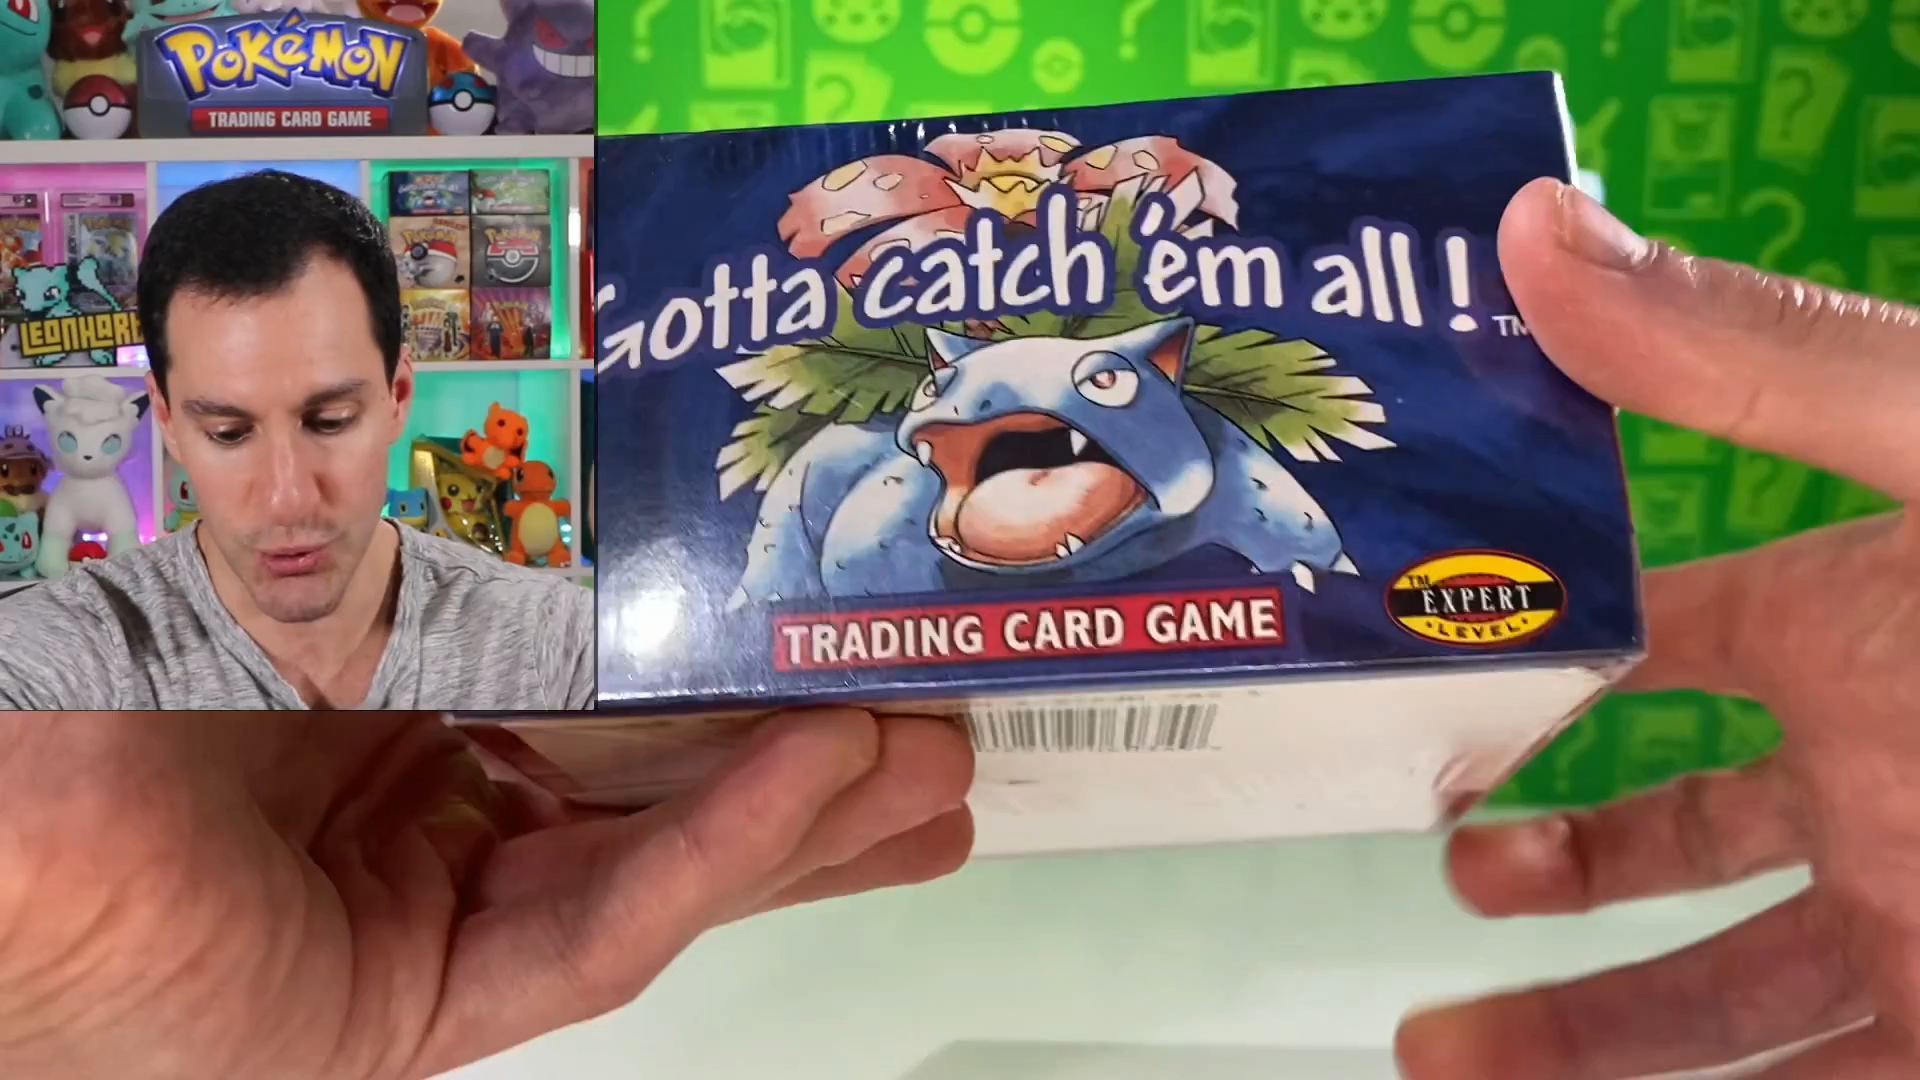 POKéMON
TRADING CARD GAME
LEONHART
Gotta catch 'em all!
TM
TRADING CARD GAME
TM
EXPERT
LEVEL